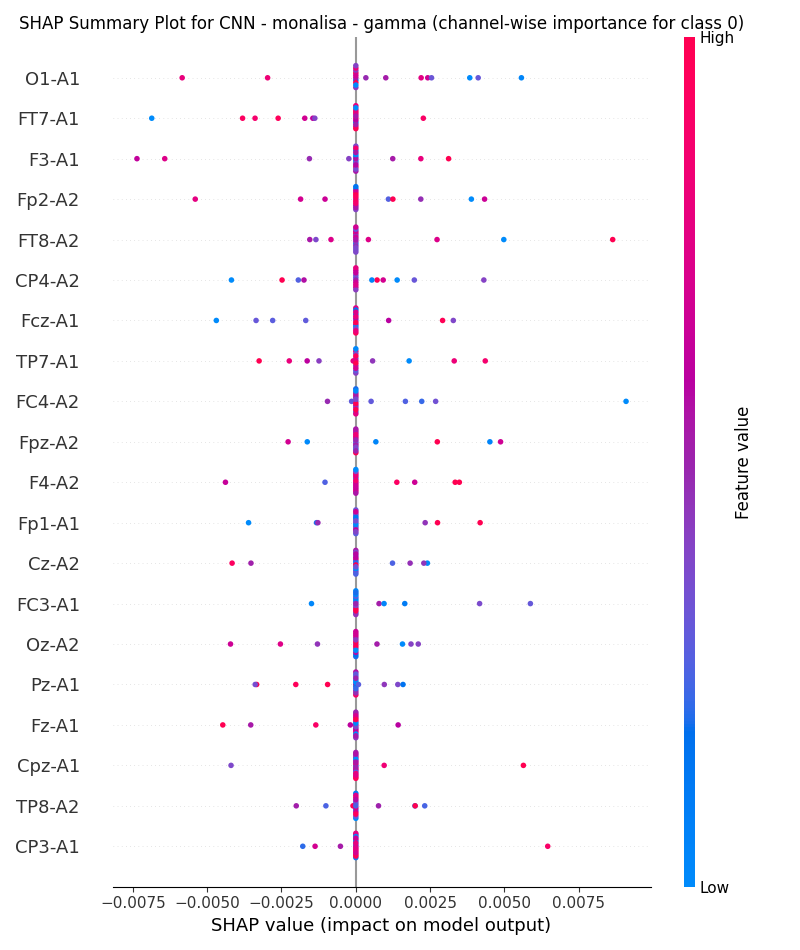 SHAP Summary Plot for CNN - monalisa - gamma (channel-wise importance for class 0)
High
O1-A1
FT7-A1
F3-A1
Fp2-A2
FT8-A2
CP4-A2
Fcz-A1
TP7-A1
FC4-A2
Fpz-A2
F4-A2
Fp1-A1
Cz-A2
FC3-A1
Oz-A2
Pz-A1
Fz-A1
Cpz-A1
TP8-A2
CP3-A1
Feature value
Low
−0.0075 −0.0050 −0.0025 0.0000 0.0025 0.0050 0.0075
SHAP value (impact on model output)